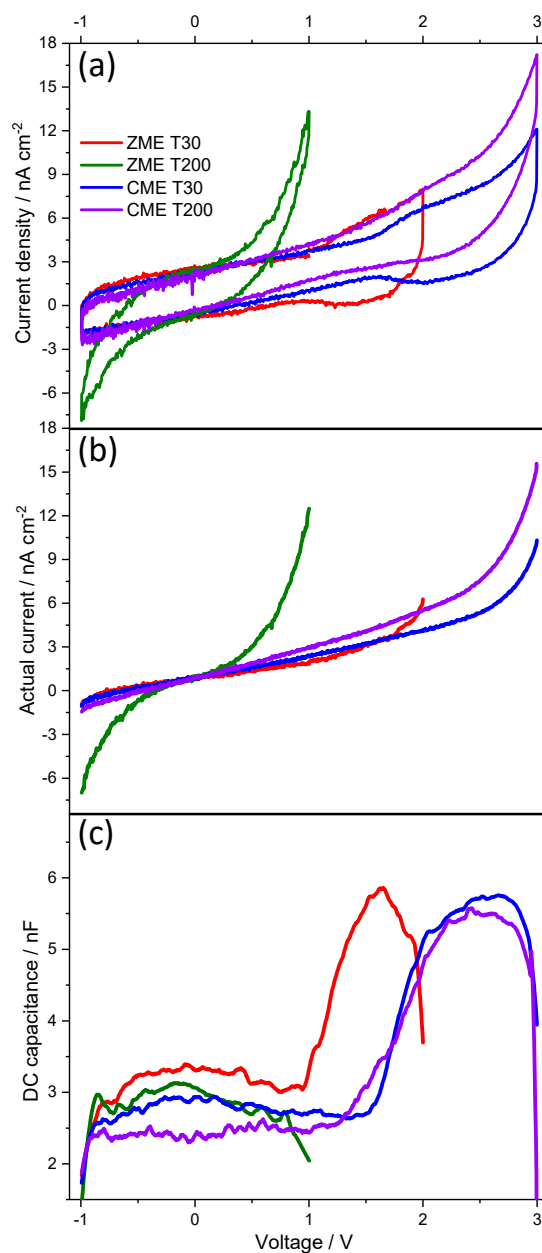 -1 0 1 2 3
(a)
18
15
12
9
6
3
0
-3
-6
Current density / nA cm-2
ZME T30
ZME T200
CME T30
CME T200
(b)
18
15
12
9
6
3
0
-3
-6
Actual current / nA cm-2
(c)
6
5
4
3
2
DC capacitance / nF
-1 0 1 2 3
Voltage / V